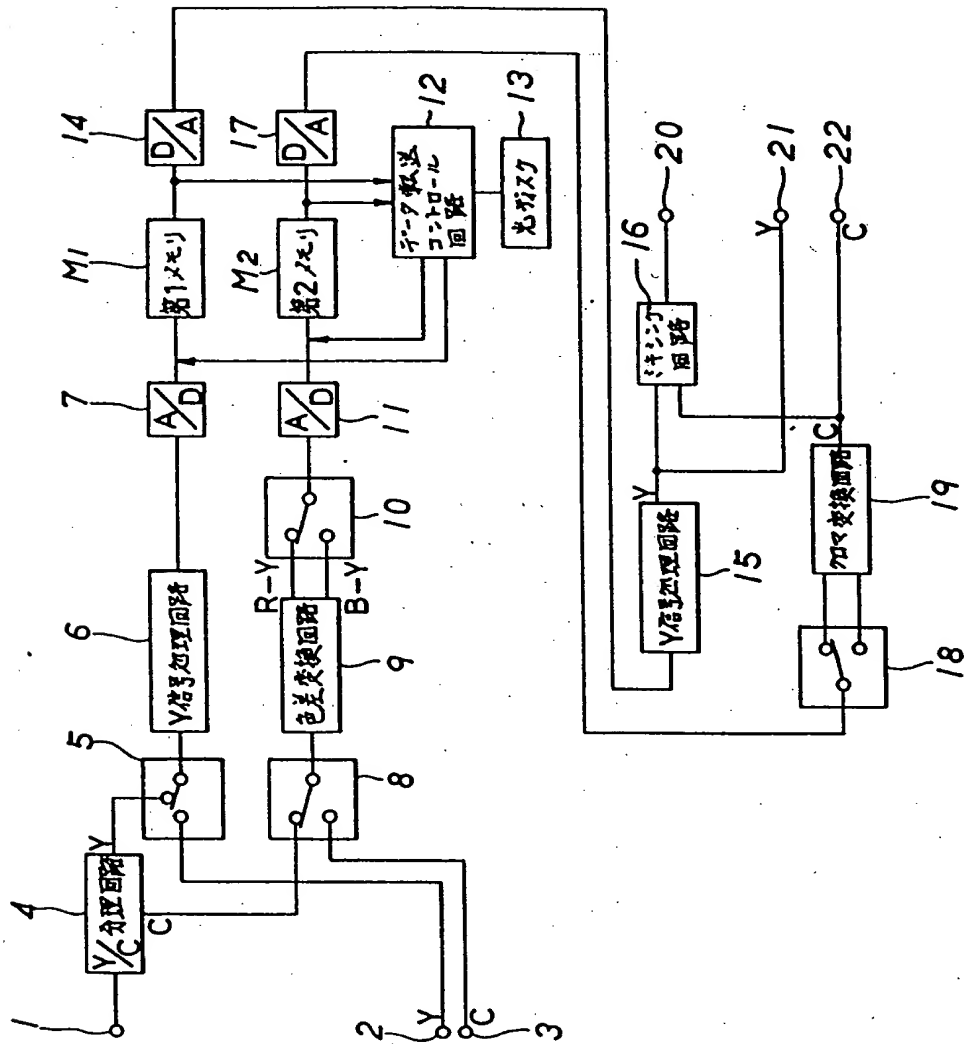 1
4
Y/C分理回路
Y
C
5
6
Y信号処理回路
7
A/D
M1
第1メモリ
14
D/A
2
Y
3
C
8
9
色差変換回路
R-Y
B-Y
10
11
A/D
M2
第2メモリ
17
D/A
12
データ転送
コントロール
回路
13
光ディスク
15
Y信号処理回路
Y
16
ミキシング
回路
20
21
Y
22
C
18
19
クロマ変換回路
C